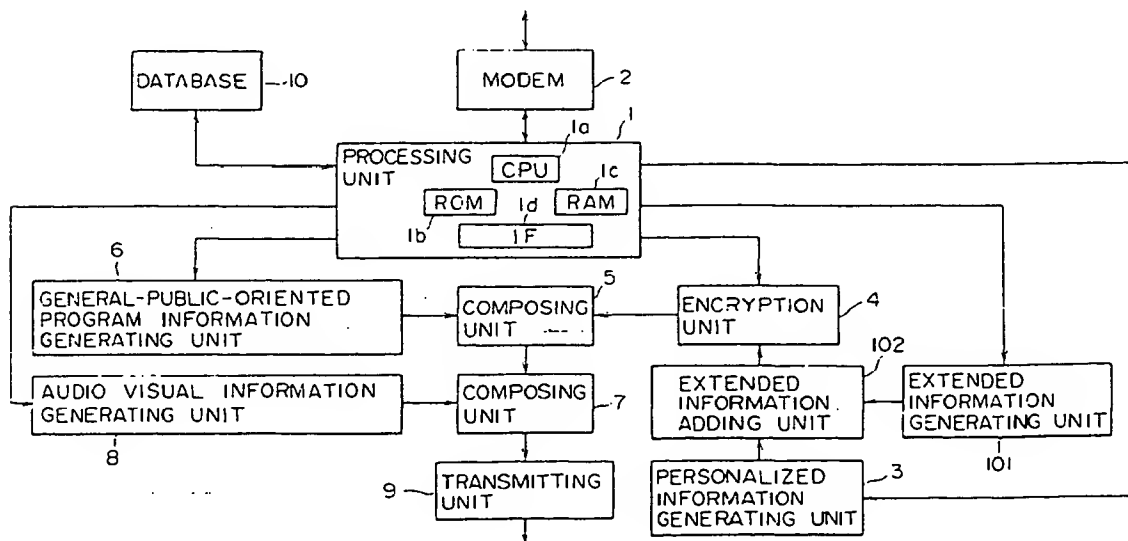 DATABASE
10
MODEM
2
1
PROCESSING
UNIT
1a
CPU
1c
ROM
RAM
1d
1b
IF
6
GENERAL-PUBLIC-ORIENTED
PROGRAM INFORMATION
GENERATING UNIT
5
COMPOSING
UNIT
ENCRYPTION
UNIT
4
102
AUDIO VISUAL INFORMATION
GENERATING UNIT
8
COMPOSING
UNIT
7
EXTENDED
INFORMATION
ADDING UNIT
EXTENDED
INFORMATION
GENERATING UNIT
101
9
TRANSMITTING
UNIT
PERSONALIZED
INFORMATION
GENERATING UNIT
3